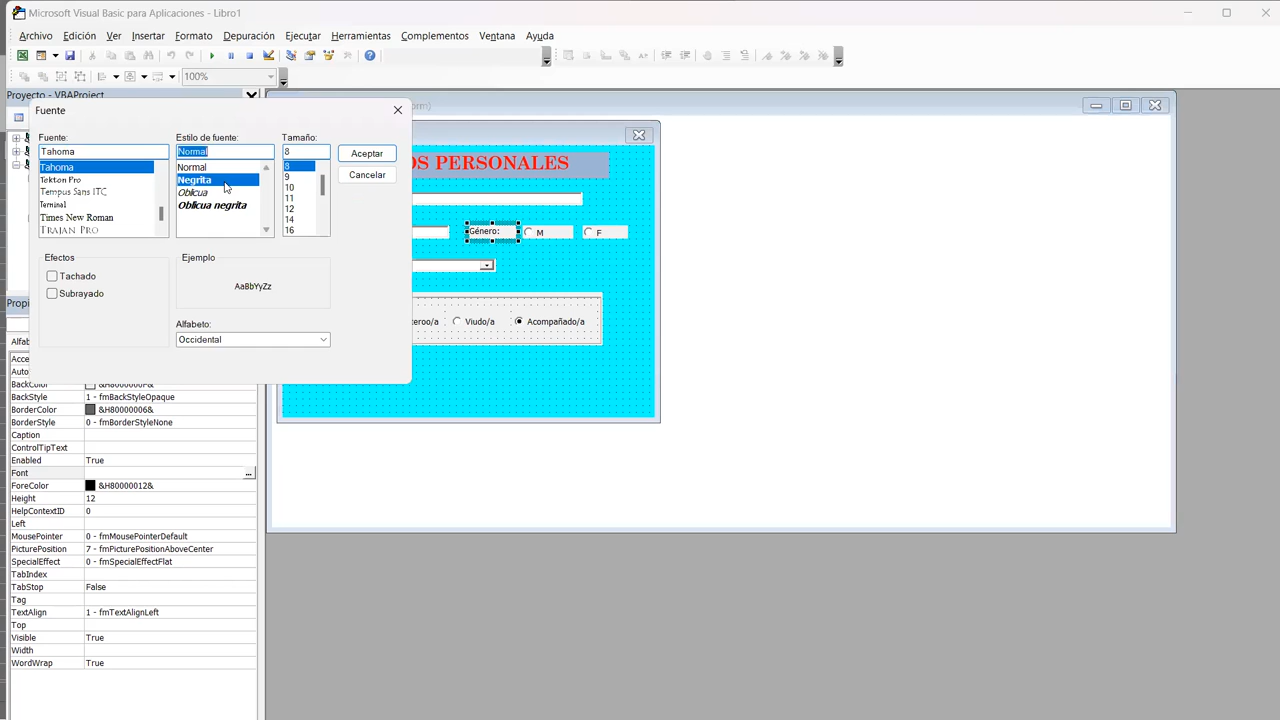 Microsoft Visual Basic para Aplicaciones - Libro1
Archivo Edición Ver Insertar Formato Depuración Ejecutar Herramientas Complementos Ventana Ayuda
100%
Proyecto - VBAProject
Fuente
Fuente: Estilo de fuente: Tamaño:
Tahoma Normal 8 Aceptar
Tahoma Normal 8
Tekton Pro Negrita 9 Cancelar
Tempus Sans ITC Oblicua 10
Terminal Oblicua negrita 11
Times New Roman 12
TRAJAN PRO 14
16
Efectos Ejemplo
Tachado
Subrayado AaBbYyZz
Alfabeto:
Occidental
OS PERSONALES
Género: M F
teroo/a Viudo/a Acompañado/a
Propi
Alfab
Acce
Auto
BackColor &H8000000F&
BackStyle 1 - fmBackStyleOpaque
BorderColor &H80000006&
BorderStyle 0 - fmBorderStyleNone
Caption
ControlTipText
Enabled True
Font ...
ForeColor &H80000012&
Height 12
HelpContextID 0
Left
MousePointer 0 - fmMousePointerDefault
PicturePosition 7 - fmPicturePositionAboveCenter
SpecialEffect 0 - fmSpecialEffectFlat
TabIndex
TabStop False
Tag
TextAlign 1 - fmTextAlignLeft
Top
Visible True
Width
WordWrap True